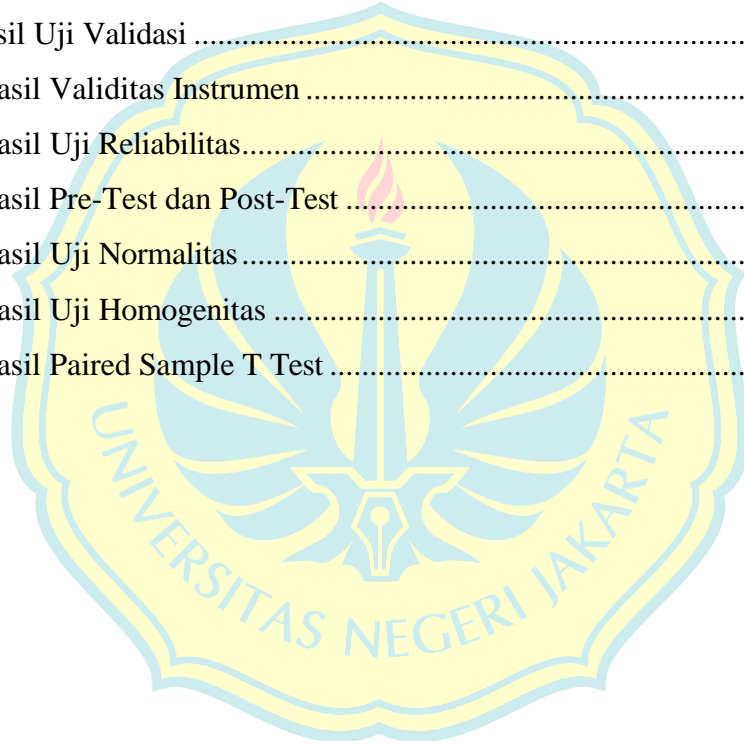 sil Uji Validasi ........................................................................
asil Validitas Instrumen .........................................................
asil Uji Reliabilitas...................................................................
asil Pre-Test dan Post-Test .....................................................
asil Uji Normalitas ...................................................................
asil Uji Homogenitas ..............................................................
asil Paired Sample T Test .......................................................
UNIVERSITAS NEGERI JAKARTA